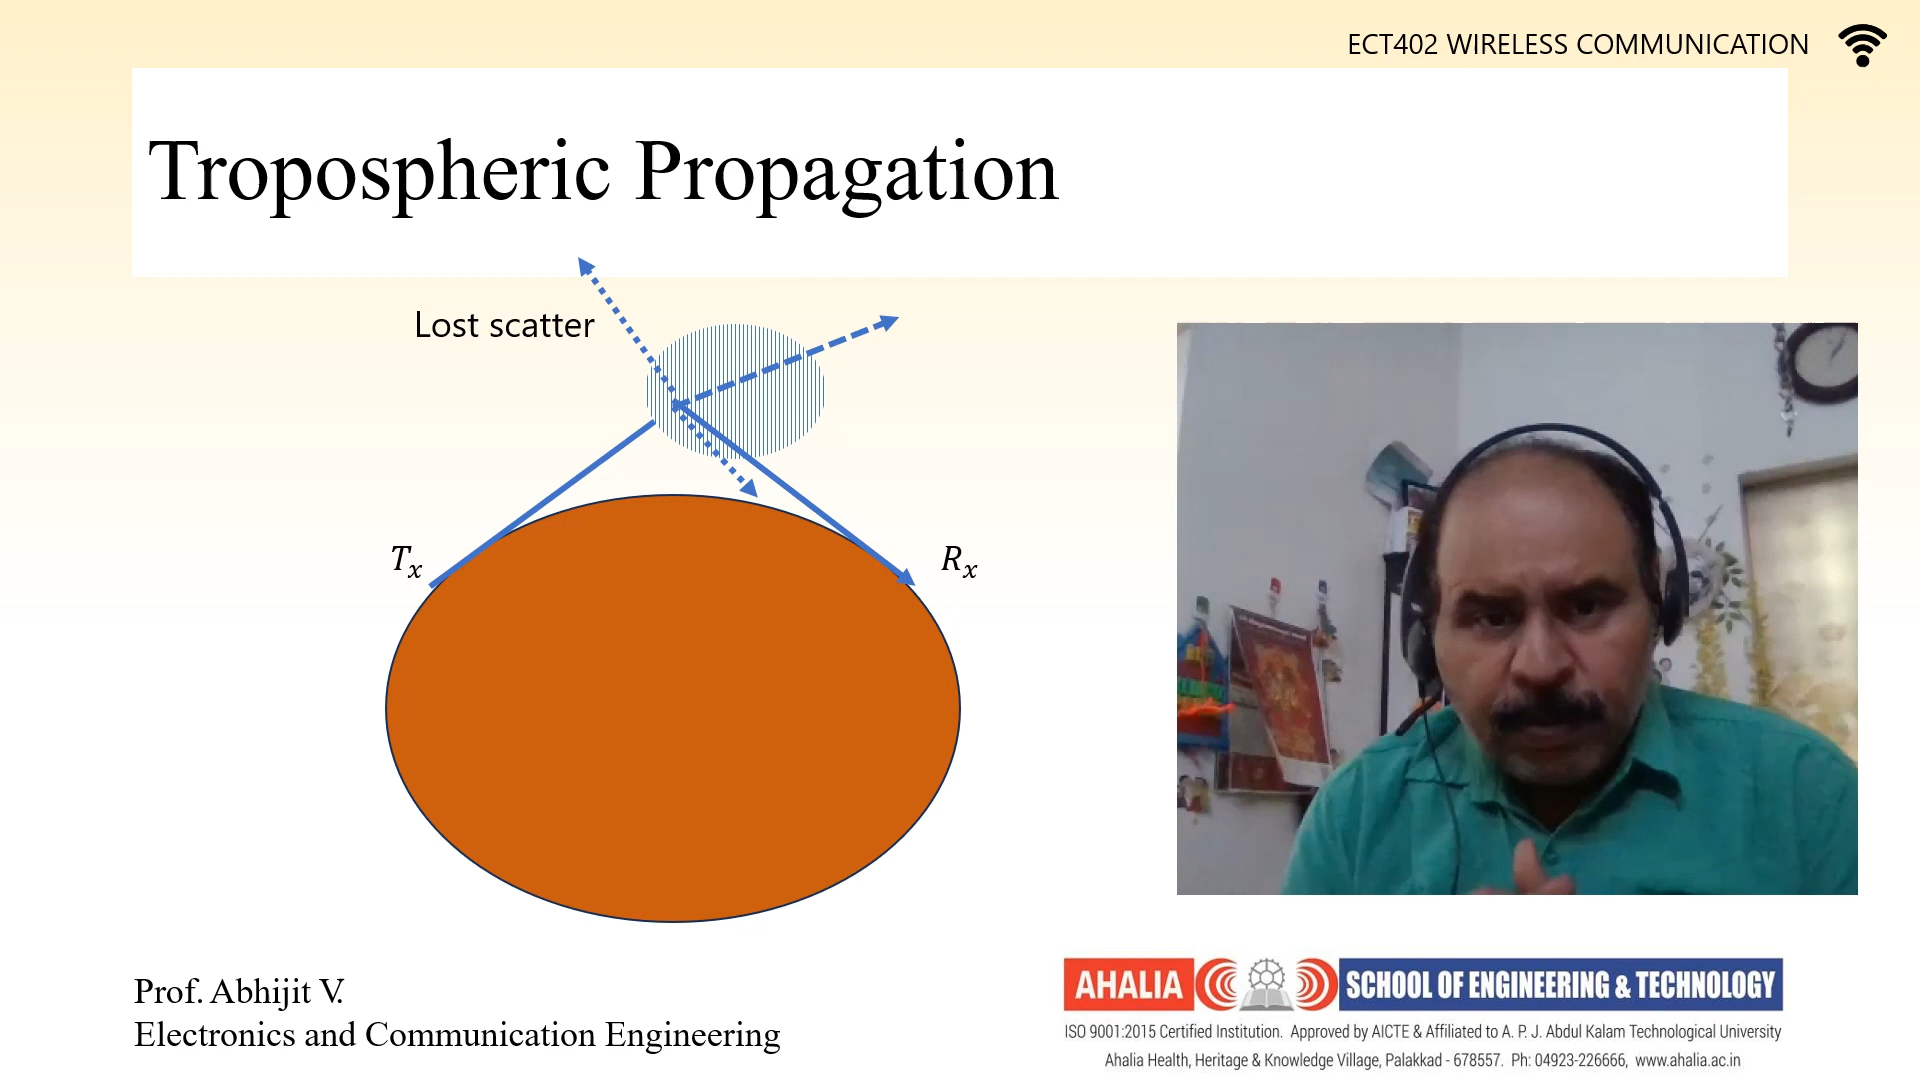 ECT402 WIRELESS COMMUNICATION
Tropospheric Propagation
Lost scatter
Tₓ
Rₓ
Prof. Abhijit V.
Electronics and Communication Engineering
AHALIA SCHOOL OF ENGINEERING & TECHNOLOGY
ISO 9001:2015 Certified Institution. Approved by AICTE & Affiliated to A. P. J. Abdul Kalam Technological University
Ahalia Health, Heritage & Knowledge Village, Palakkad - 678557. Ph: 04923-226666, www.ahalia.ac.in